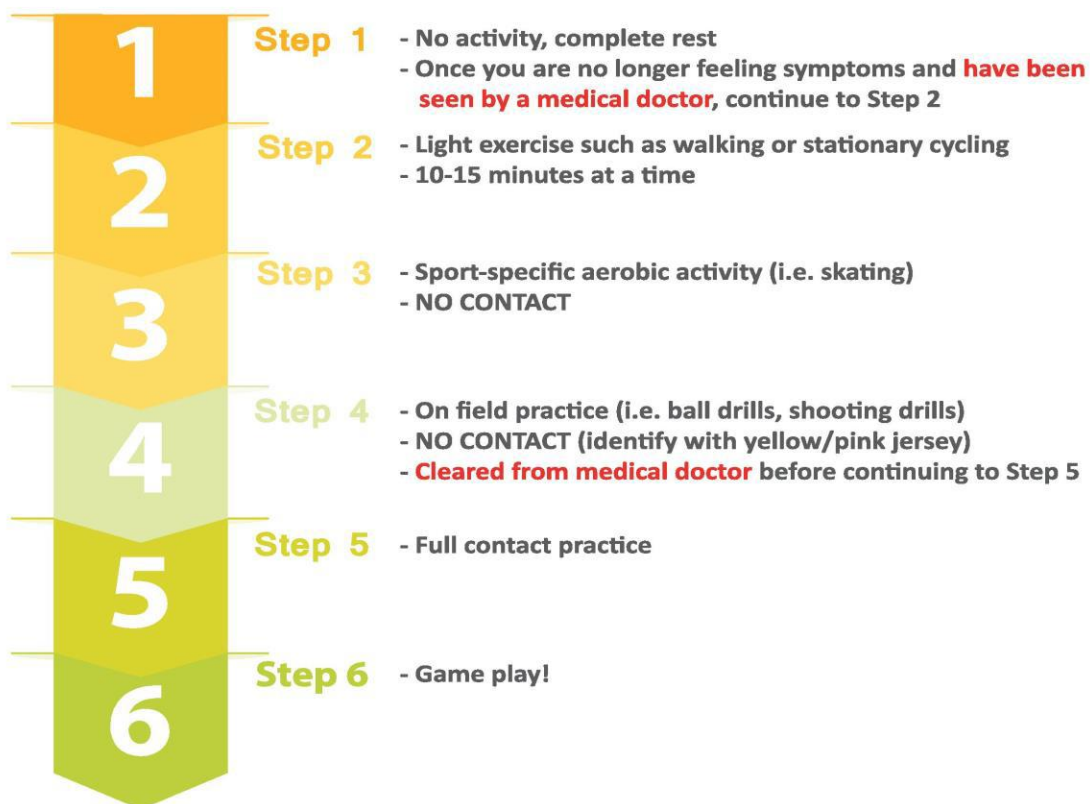 1
Step 1
- No activity, complete rest
- Once you are no longer feeling symptoms and have been
seen by a medical doctor, continue to Step 2
2
Step 2
- Light exercise such as walking or stationary cycling
- 10-15 minutes at a time
3
Step 3
- Sport-specific aerobic activity (i.e. skating)
- NO CONTACT
4
Step 4
- On field practice (i.e. ball drills, shooting drills)
- NO CONTACT (identify with yellow/pink jersey)
- Cleared from medical doctor before continuing to Step 5
5
Step 5
- Full contact practice
6
Step 6
- Game play!